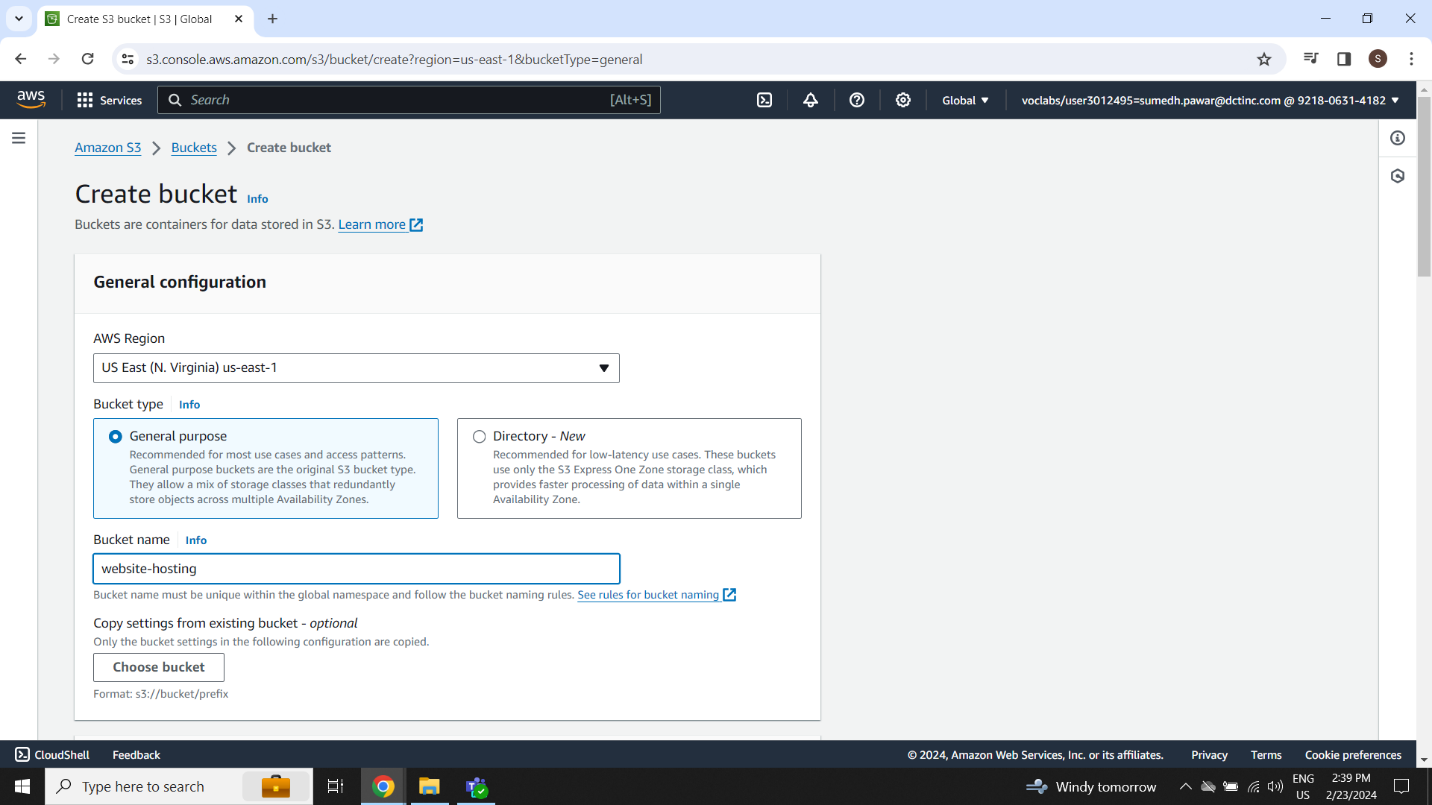 Create S3 bucket | S3 | Global
s3.console.aws.amazon.com/s3/bucket/create?region=us-east-1&bucketType=general
S
aws
Services
Search
[Alt+S]
Global
voclabs/user3012495=sumedh.pawar@dctinc.com @ 9218-0631-4182
Amazon S3
Buckets
Create bucket
Create bucket
Info
Buckets are containers for data stored in S3. Learn more
General configuration
AWS Region
US East (N. Virginia) us-east-1
Bucket type
Info
General purpose
Recommended for most use cases and access patterns.
General purpose buckets are the original S3 bucket type.
They allow a mix of storage classes that redundantly
store objects across multiple Availability Zones.
Directory - New
Recommended for low-latency use cases. These buckets
use only the S3 Express One Zone storage class, which
provides faster processing of data within a single
Availability Zone.
Bucket name
Info
website-hosting
Bucket name must be unique within the global namespace and follow the bucket naming rules. See rules for bucket naming
Copy settings from existing bucket - optional
Only the bucket settings in the following configuration are copied.
Choose bucket
Format: s3://bucket/prefix
CloudShell
Feedback
© 2024, Amazon Web Services, Inc. or its affiliates.
Privacy
Terms
Cookie preferences
Type here to search
Windy tomorrow
ENG
US
2:39 PM
2/23/2024